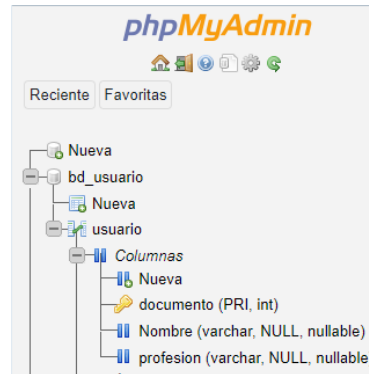 phpMyAdmin
Reciente Favoritas
Nueva
bd_usuario
Nueva
usuario
Columnas
Nueva
documento (PRI, int)
Nombre (varchar, NULL, nullable)
profesion (varchar, NULL, nullable